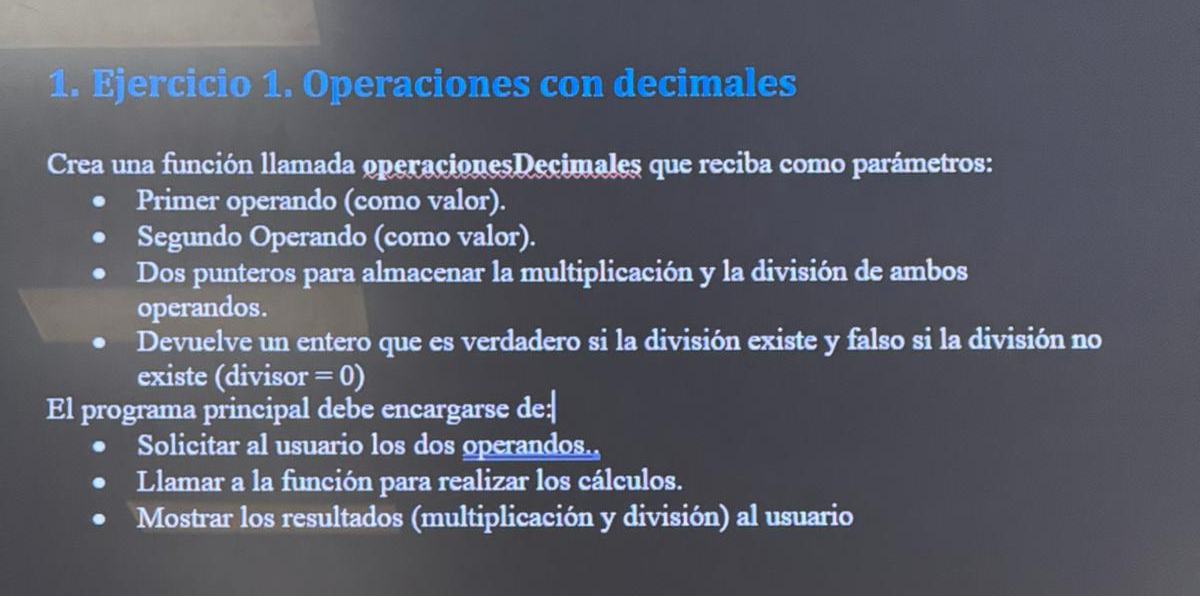 1. Ejercicio 1. Operaciones con decimales
Crea una función llamada operacionesDecimales que reciba como parámetros:
• Primer operando (como valor).
• Segundo Operando (como valor).
• Dos punteros para almacenar la multiplicación y la división de ambos
operandos.
• Devuelve un entero que es verdadero si la división existe y falso si la división no
existe (divisor = 0)
El programa principal debe encargarse de:
• Solicitar al usuario los dos operandos..
• Llamar a la función para realizar los cálculos.
• Mostrar los resultados (multiplicación y división) al usuario